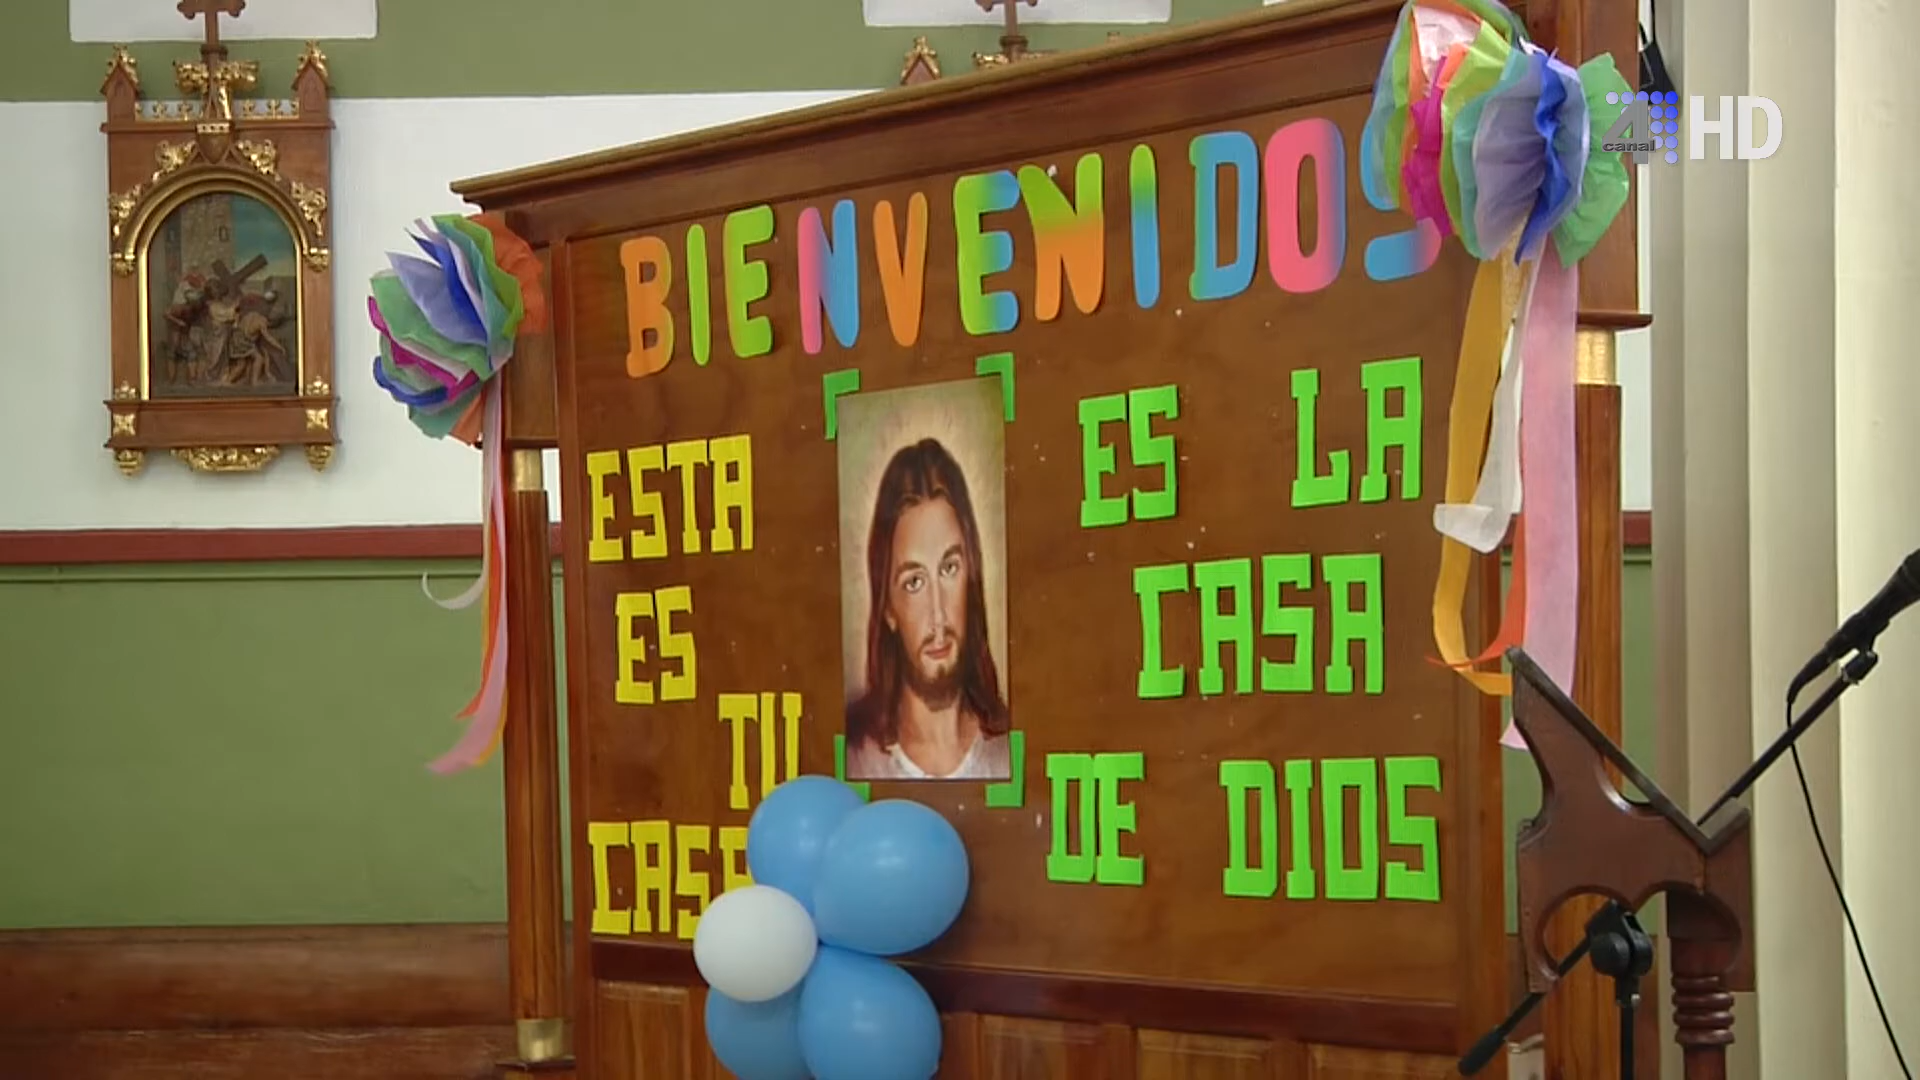 BIENVENIDOS
ESTA
ES
TU
CASA
ES LA
CASA
DE DIOS
4 canal HD